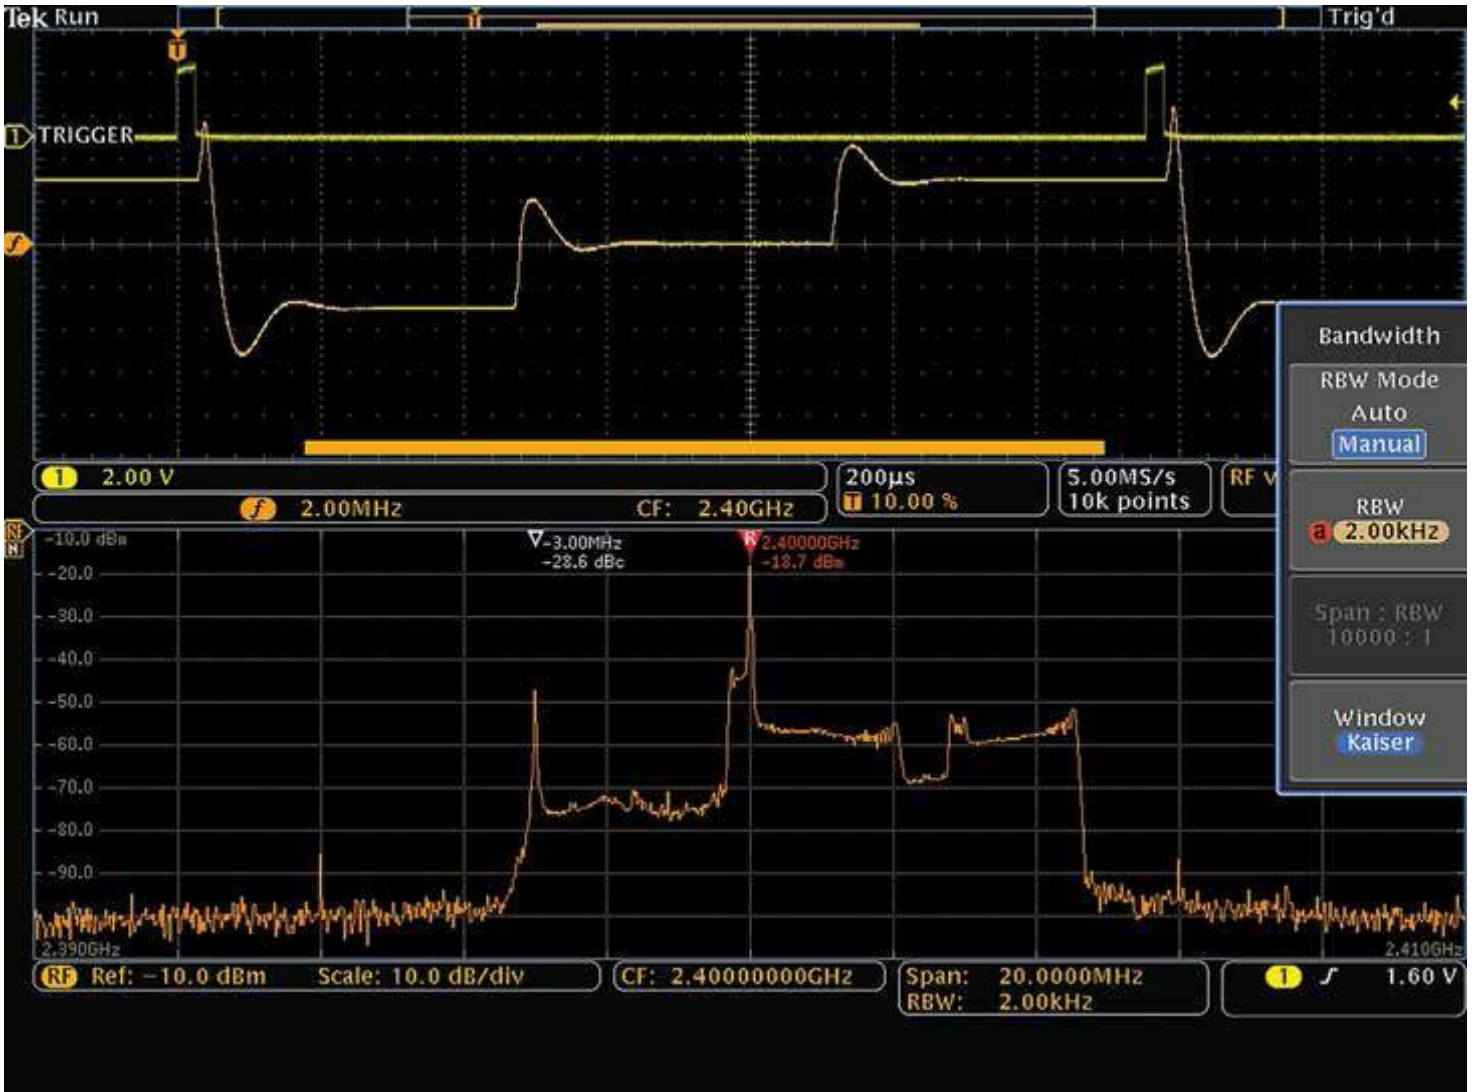 Tek Run
Trig'd
T
T
1 TRIGGER
f
Bandwidth
RBW Mode
Auto
Manual
RBW
a 2.00kHz
Span : RBW
10000 : 1
Window
Kaiser
1 2.00 V
200µs
T 10.00 %
5.00MS/s
10k points
RF
f 2.00MHz CF: 2.40GHz
-10.0 dBm
-20.0
-30.0
-40.0
-50.0
-60.0
-70.0
-80.0
-90.0
-3.00MHz
-28.6 dBc
R 2.40000GHz
-18.7 dBm
2.390GHz
2.410GHz
RF Ref: -10.0 dBm Scale: 10.0 dB/div
CF: 2.40000000GHz
Span: 20.0000MHz
RBW: 2.00kHz
1 1.60 V